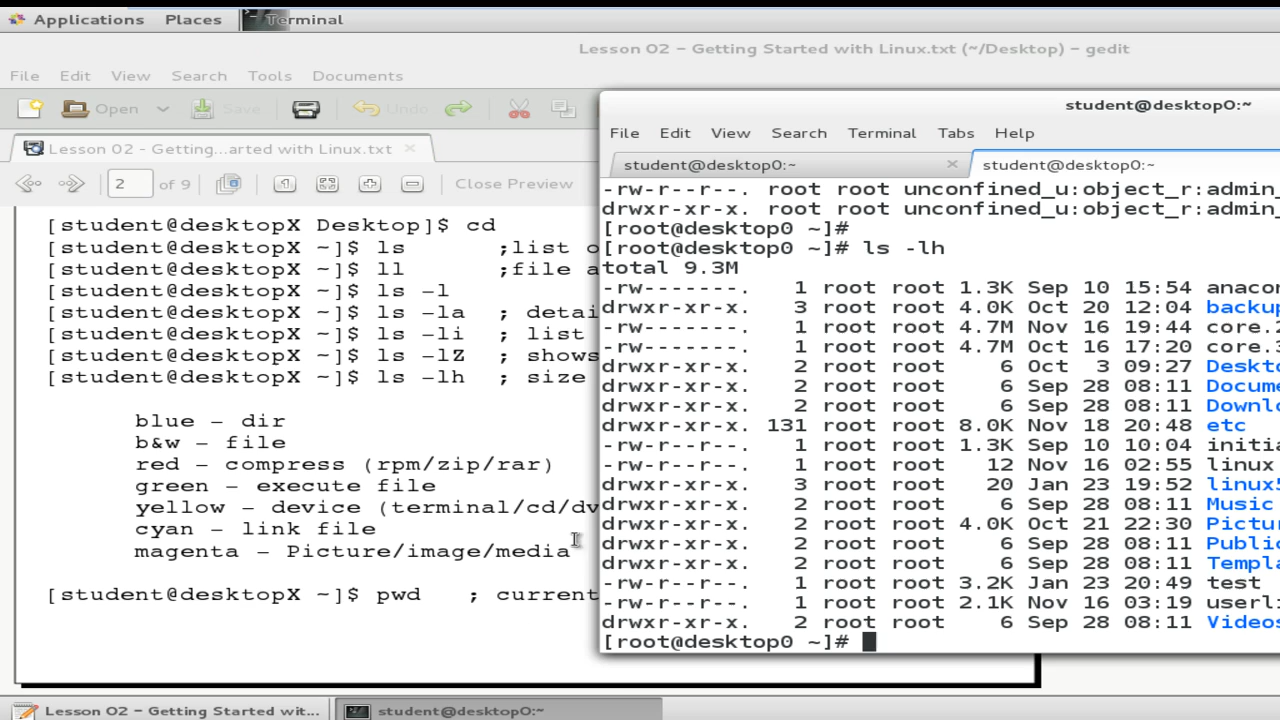 Applications Places Terminal
Lesson 02 - Getting Started with Linux.txt (~/Desktop) - gedit
File Edit View Search Tools Documents
Open Save Undo
Lesson 02 - Getting...arted with Linux.txt
2 of 9 Close Preview
[student@desktopX Desktop]$ cd
[student@desktopX ~]$ ls ;list
[student@desktopX ~]$ ll ;file
[student@desktopX ~]$ ls -l
[student@desktopX ~]$ ls -la ;
[student@desktopX ~]$ ls -li ; list
[student@desktopX ~]$ ls -lZ ; shows
[student@desktopX ~]$ ls -lh ; size
blue - dir
b&w - file
red - compress (rpm/zip/rar)
green - execute file
yellow - device (terminal/cd/
cyan - link file
magenta - Picture/image/media
[student@desktopX ~]$ pwd ; current
student@desktop0:~
File Edit View Search Terminal Tabs Help
student@desktop0:~ student@desktop0:~
-rw-r--r--. root root unconfined_u:object_r:admin_
drwxr-xr-x. root root unconfined_u:object_r:admin_
[root@desktop0 ~]#
[root@desktop0 ~]# ls -lh
total 9.3M
-rw-------. 1 root root 1.3K Sep 10 15:54 anacon
drwxr-xr-x. 3 root root 4.0K Oct 20 12:04 backup
-rw-------. 1 root root 4.7M Nov 16 19:44 core.
-rw-------. 1 root root 4.7M Oct 16 17:20 core.
drwxr-xr-x. 2 root root 6 Oct 3 09:27 Deskto
drwxr-xr-x. 2 root root 6 Sep 28 08:11 Docume
drwxr-xr-x. 2 root root 6 Sep 28 08:11 Downlo
drwxr-xr-x. 131 root root 8.0K Nov 18 20:48 etc
-rw-r--r--. 1 root root 1.3K Sep 10 10:04 initia
-rw-r--r--. 1 root root 12 Nov 16 02:55 linux
drwxr-xr-x. 3 root root 20 Jan 23 19:52 linux5
drwxr-xr-x. 2 root root 6 Sep 28 08:11 Music
drwxr-xr-x. 2 root root 4.0K Oct 21 22:30 Pictur
drwxr-xr-x. 2 root root 6 Sep 28 08:11 Public
drwxr-xr-x. 2 root root 6 Sep 28 08:11 Templa
-rw-r--r--. 1 root root 3.2K Jan 23 20:49 test
-rw-r--r--. 1 root root 2.1K Nov 16 03:19 userli
drwxr-xr-x. 2 root root 6 Sep 28 08:11 Videos
[root@desktop0 ~]#
Lesson 02 - Getting Started wit... student@desktop0:~